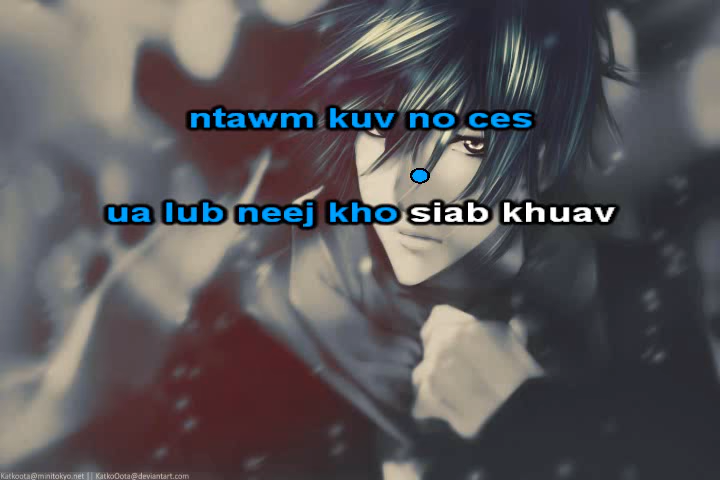 ntawm kuv no ces
ua lub neej kho siab khuav
Katkoota@minitokyo.net || KatkoOota@deviantart.com